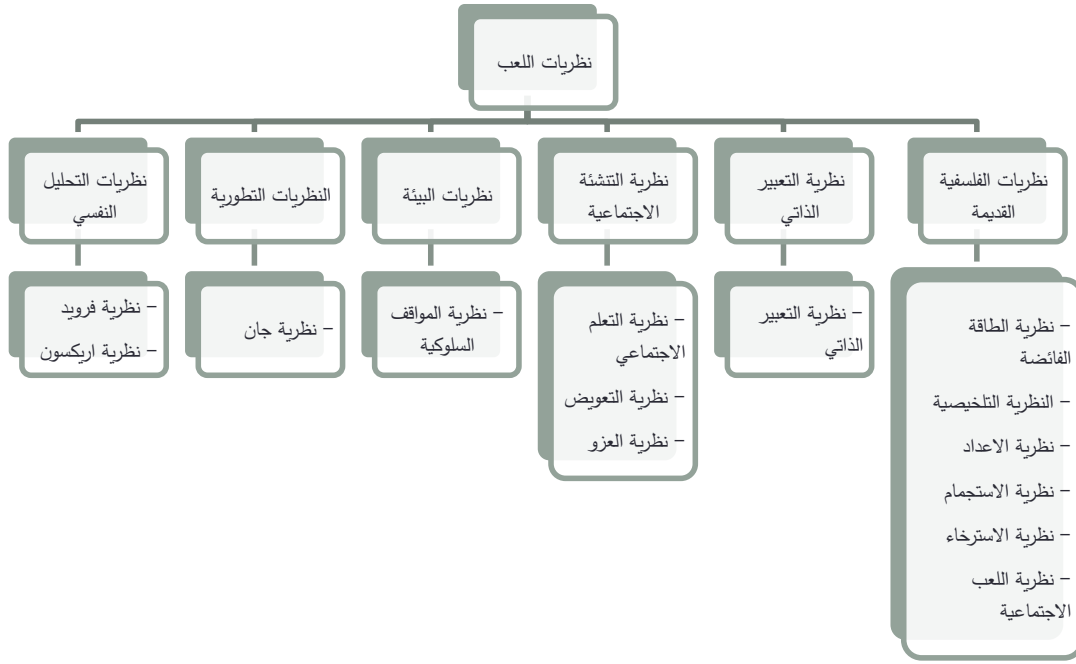 نظريات اللعب
نظريات الفلسفية
القديمة
نظرية التعبير
الذاتي
نظرية التنشئة
الاجتماعية
نظريات البيئة
النظريات التطورية
نظريات التحليل
النفسي
– نظرية الطاقة
الفائضة
– النظرية التلخيصية
– نظرية الاعداد
– نظرية الاستجمام
– نظرية الاسترخاء
– نظرية اللعب
الاجتماعية
– نظرية التعبير
الذاتي
– نظرية التعلم
الاجتماعي
– نظرية التعويض
– نظرية العزو
– نظرية المواقف
السلوكية
– نظرية جان
– نظرية فرويد
– نظرية اريكسون